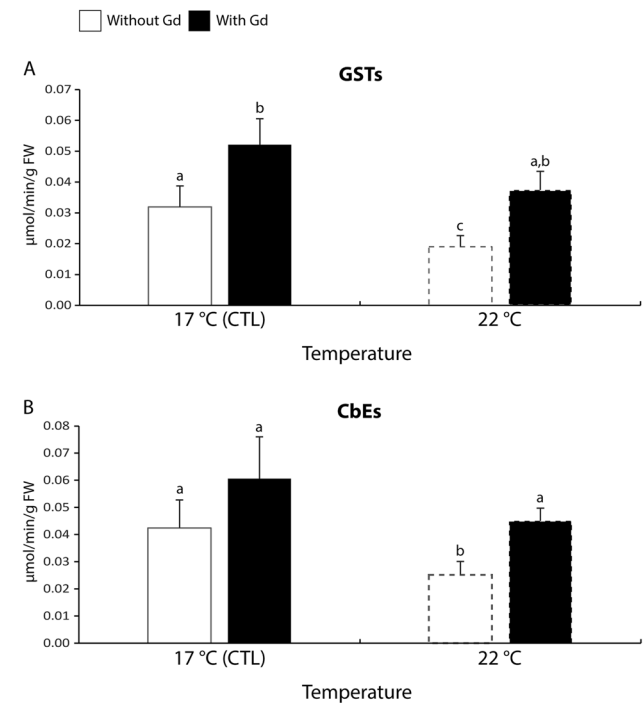 Without Gd With Gd
A
GSTs
μmol/min/g FW
0.07
0.06
0.05
0.04
0.03
0.02
0.01
0.00
a
b
c
a,b
17 °C (CTL) 22 °C
Temperature
B
CbEs
μmol/min/g FW
0.08
0.07
0.06
0.05
0.04
0.03
0.02
0.01
0.00
a
a
b
a
17 °C (CTL) 22 °C
Temperature